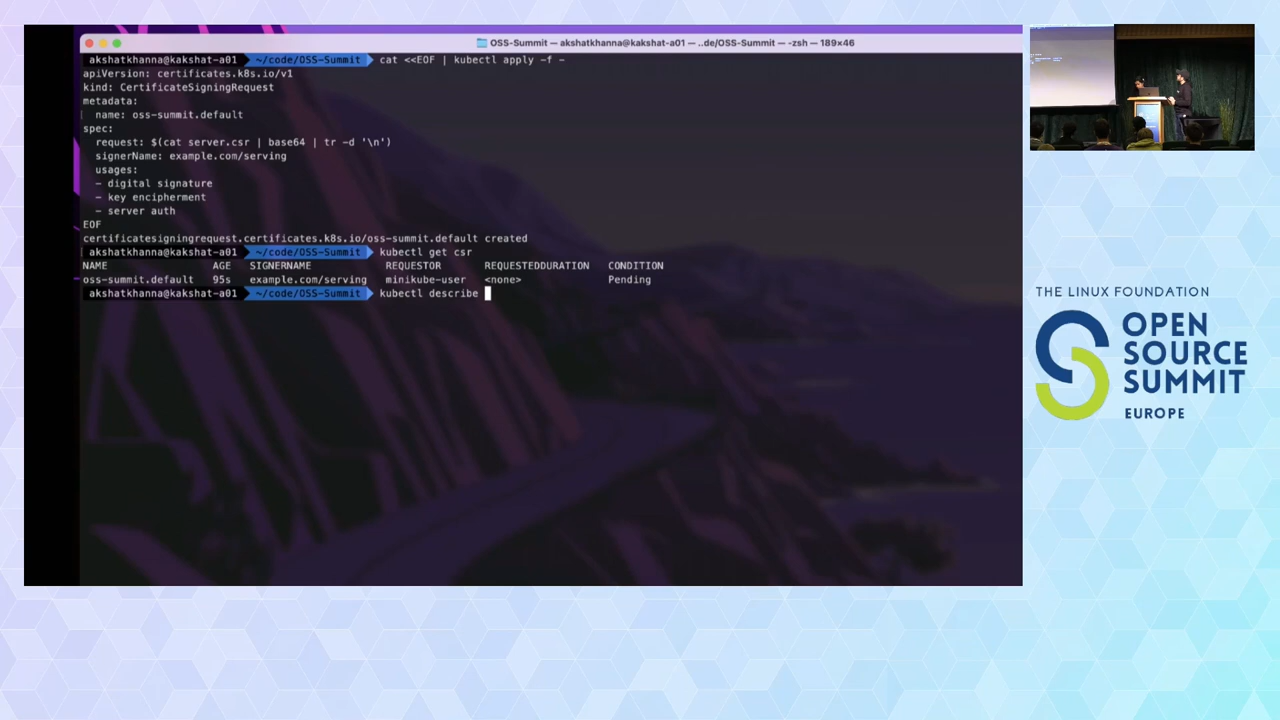 OSS-Summit — akshatkhanna@kakshat-a01 — ..de/OSS-Summit — -zsh — 189×46
akshatkhanna@kakshat-a01 ~/code/OSS-Summit cat <<EOF | kubectl apply -f -
apiVersion: certificates.k8s.io/v1
kind: CertificateSigningRequest
metadata:
  name: oss-summit.default
spec:
  request: $(cat server.csr | base64 | tr -d '\n')
  signerName: example.com/serving
  usages:
  - digital signature
  - key encipherment
  - server auth
EOF
certificatesigningrequest.certificates.k8s.io/oss-summit.default created
akshatkhanna@kakshat-a01 ~/code/OSS-Summit kubectl get csr
NAME AGE SIGNERNAME REQUESTOR REQUESTEDDURATION CONDITION
oss-summit.default 95s example.com/serving minikube-user <none> Pending
akshatkhanna@kakshat-a01 ~/code/OSS-Summit kubectl describe
THE LINUX FOUNDATION
OPEN
SOURCE
SUMMIT
EUROPE